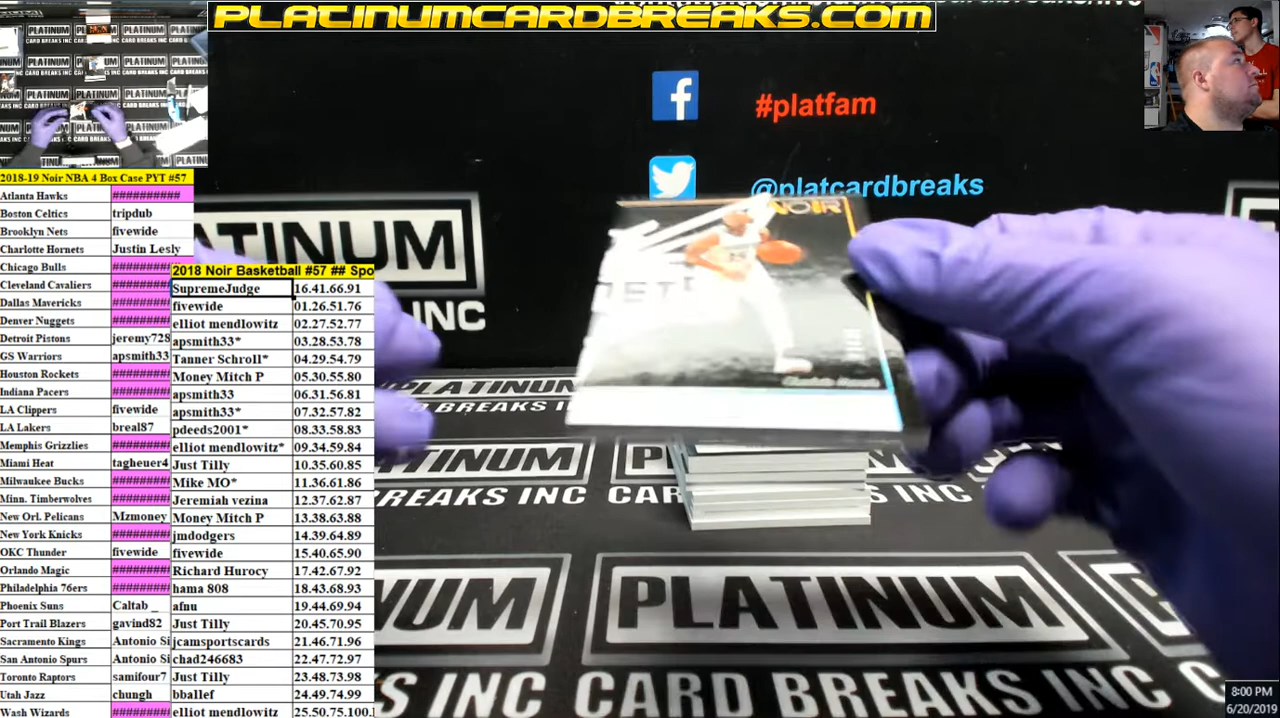 PLATINUMCARDBREAKS.COM
#platfam
@platcardbreaks
NOIR
PLATINUM
CARD BREAKS INC
2018-19 Noir NBA 4 Box Case PYT #57
Atlanta Hawks ##########
Boston Celtics tripdub
Brooklyn Nets fivewide
Charlotte Hornets Justin Lesly
Chicago Bulls #########
Cleveland Cavaliers #########
Dallas Mavericks #########
Denver Nuggets #########
Detroit Pistons jeremy728
GS Warriors apsmith33
Houston Rockets #########
Indiana Pacers #########
LA Clippers fivewide
LA Lakers breal87
Memphis Grizzlies #########
Miami Heat tagheuer4
Milwaukee Bucks #########
Minn. Timberwolves #########
New Orl. Pelicans Mzmoney
New York Knicks #########
OKC Thunder fivewide
Orlando Magic #########
Philadelphia 76ers #########
Phoenix Suns Caltab_
Port Trail Blazers gavind82
Sacramento Kings Antonio Si
San Antonio Spurs Antonio Si
Toronto Raptors samifour7
Utah Jazz chungh
Wash Wizards #########
2018 Noir Basketball #57 ## Spo
SupremeJudge 16.41.66.91
fivewide 01.26.51.76
elliot mendlowitz 02.27.52.77
apsmith33* 03.28.53.78
Tanner Schroll* 04.29.54.79
Money Mitch P 05.30.55.80
apsmith33 06.31.56.81
apsmith33* 07.32.57.82
pdeeds2001* 08.33.58.83
elliot mendlowitz* 09.34.59.84
Just Tilly 10.35.60.85
Mike MO* 11.36.61.86
Jeremiah vezina 12.37.62.87
Money Mitch P 13.38.63.88
jmdodgers 14.39.64.89
fivewide 15.40.65.90
Richard Hurocy 17.42.67.92
hama 808 18.43.68.93
afnu 19.44.69.94
Just Tilly 20.45.70.95
jcamsportscards 21.46.71.96
chad246683 22.47.72.97
Just Tilly 23.48.73.98
bballef 24.49.74.99
elliot mendlowitz 25.50.75.100.
8:00 PM
6/20/2019